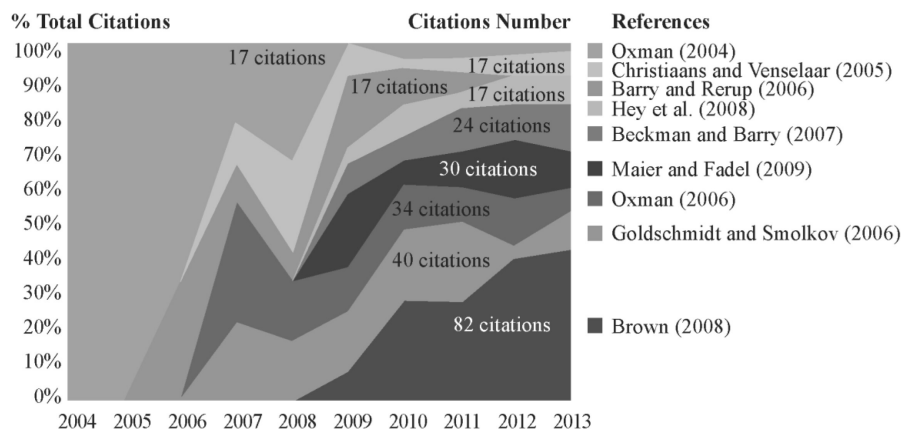 % Total Citations Citations Number References
100%
90%
80%
70%
60%
50%
40%
30%
20%
10%
0%
2004 2005 2006 2007 2008 2009 2010 2011 2012 2013
17 citations
17 citations
17 citations
17 citations
24 citations
30 citations
34 citations
40 citations
82 citations
Oxman (2004)
Christiaans and Venselaar (2005)
Barry and Rerup (2006)
Hey et al. (2008)
Beckman and Barry (2007)
Maier and Fadel (2009)
Oxman (2006)
Goldschmidt and Smolkov (2006)
Brown (2008)